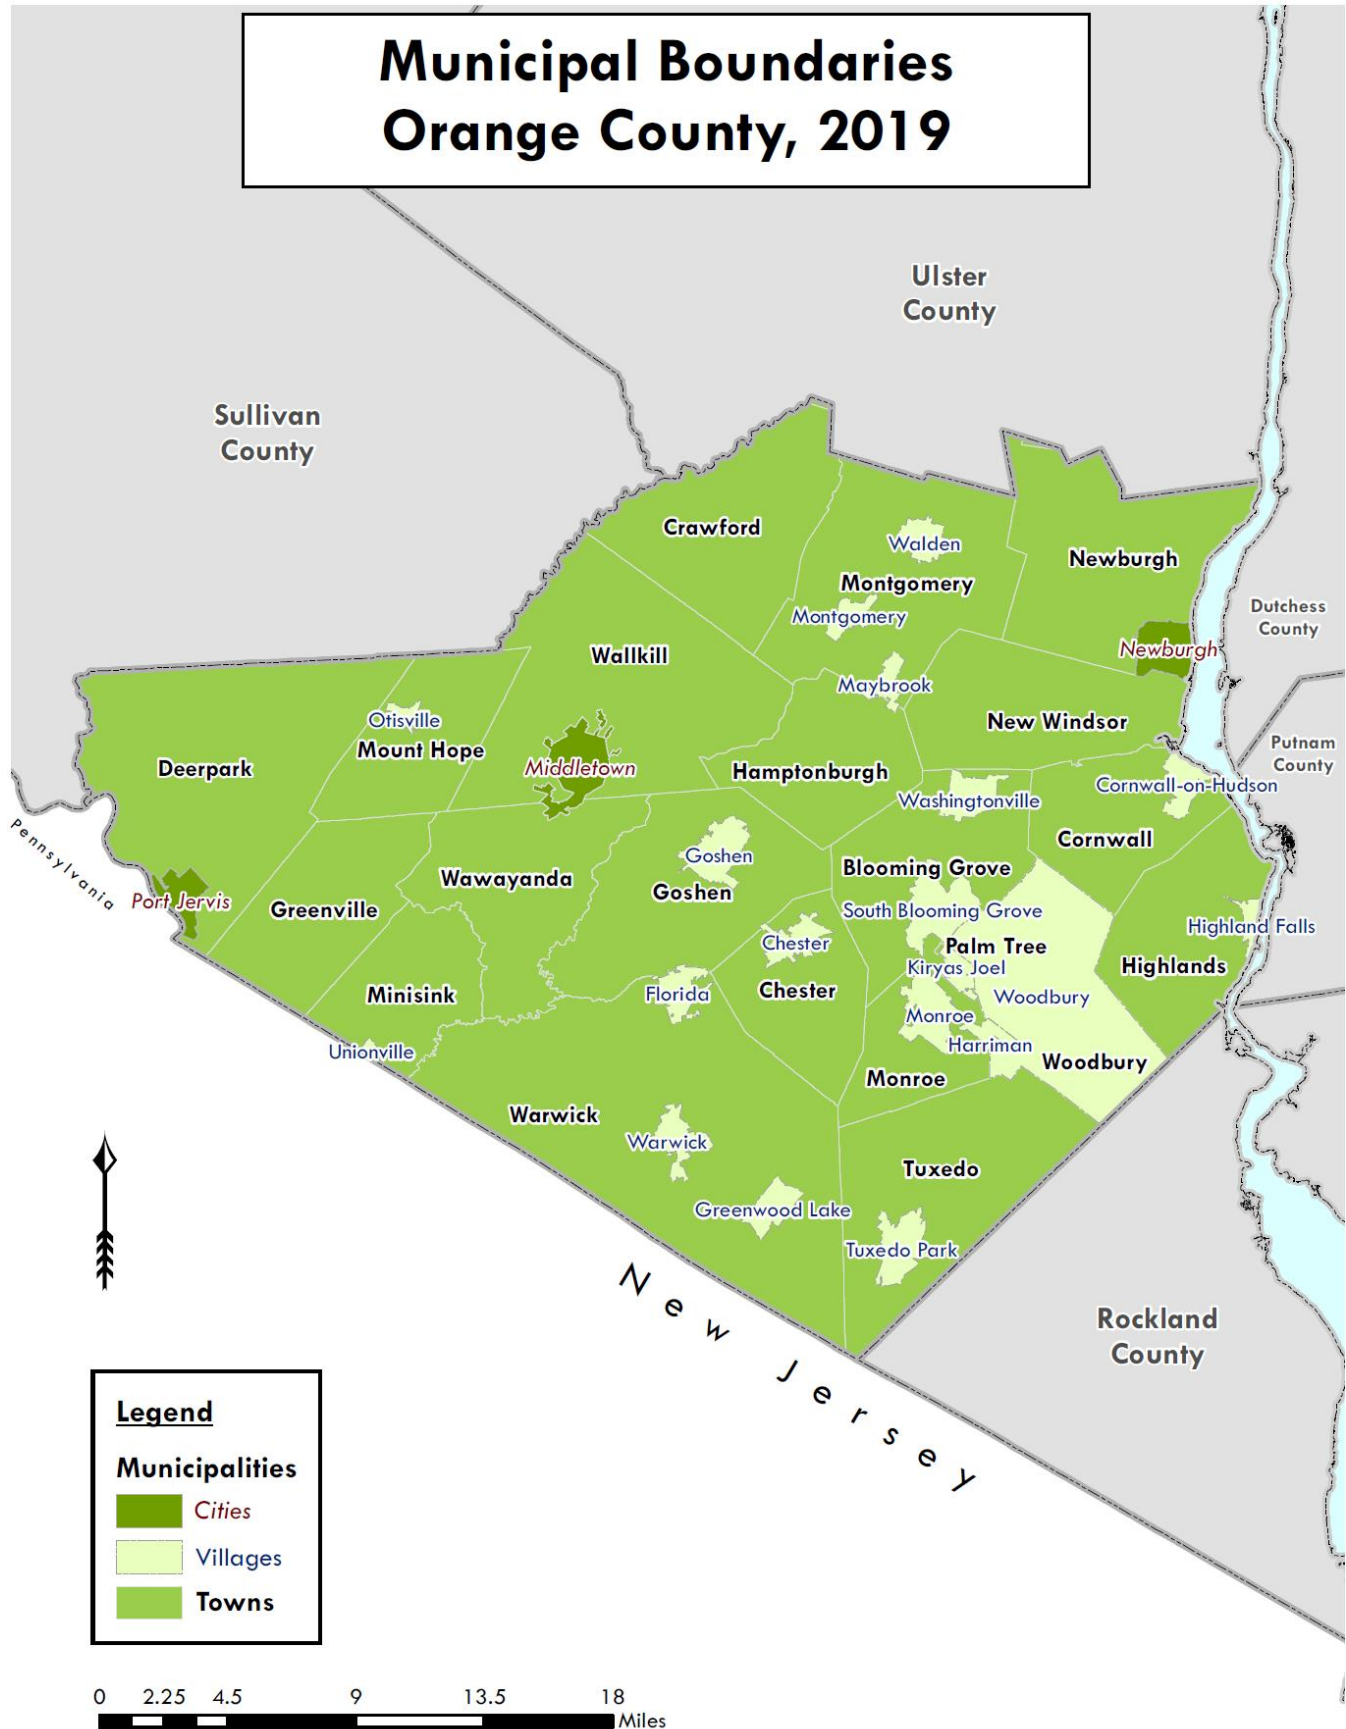 Municipal Boundaries
Orange County, 2019
Ulster
County
Sullivan
County
Crawford
Walden
Newburgh
Montgomery
Montgomery
Dutchess
County
Newburgh
Wallkill
Maybrook
Otisville
New Windsor
Mount Hope
Putnam
County
Deerpark
Middletown
Hamptonburgh
Cornwall-on-Hudson
Washingtonville
Pennsylvania
Cornwall
Goshen
Blooming Grove
Wawayanda
Goshen
Port Jervis
Greenville
South Blooming Grove
Highland Falls
Chester
Palm Tree
Kiryas Joel
Highlands
Minisink
Florida
Chester
Woodbury
Monroe
Harriman
Unionville
Woodbury
Monroe
Warwick
Warwick
Tuxedo
Greenwood Lake
Tuxedo Park
New Jersey
Rockland
County
Legend
Municipalities
Cities
Villages
Towns
0 2.25 4.5 9 13.5 18
Miles